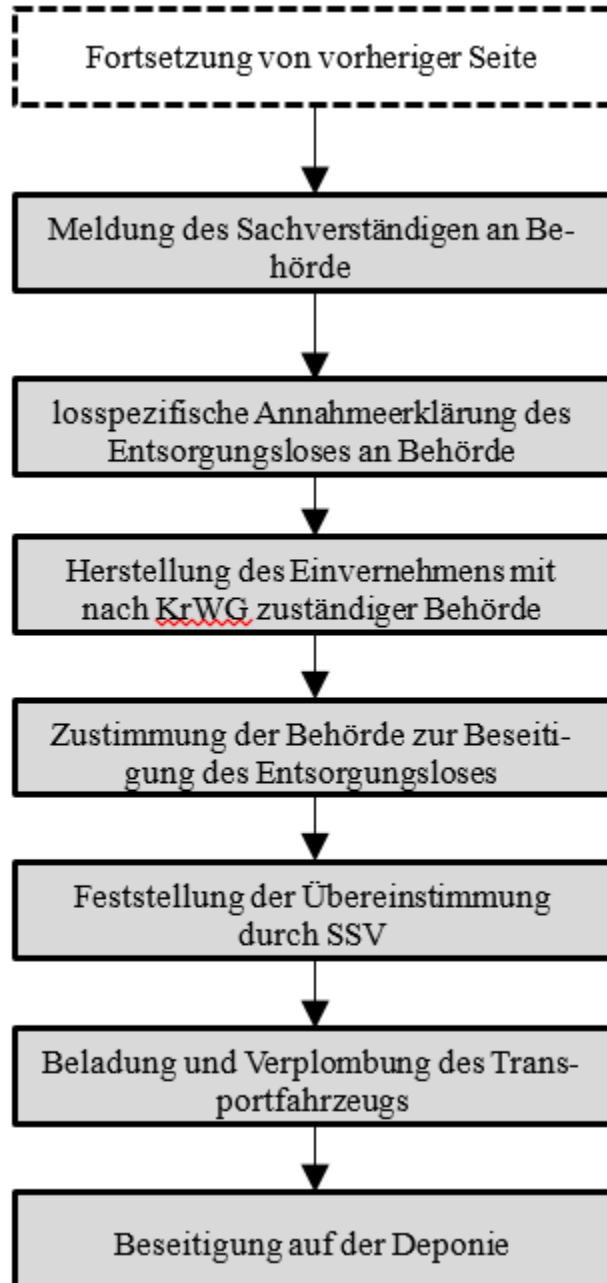 Fortsetzung von vorheriger Seite
Meldung des Sachverständigen an Be-
hörde
losspezifische Annahmeerklärung des
Entsorgungsloses an Behörde
Herstellung des Einvernehmens mit
nach KrWG zuständiger Behörde
Zustimmung der Behörde zur Beseiti-
gung des Entsorgungsloses
Feststellung der Übereinstimmung
durch SSV
Beladung und Verplombung des Trans-
portfahrzeugs
Beseitigung auf der Deponie